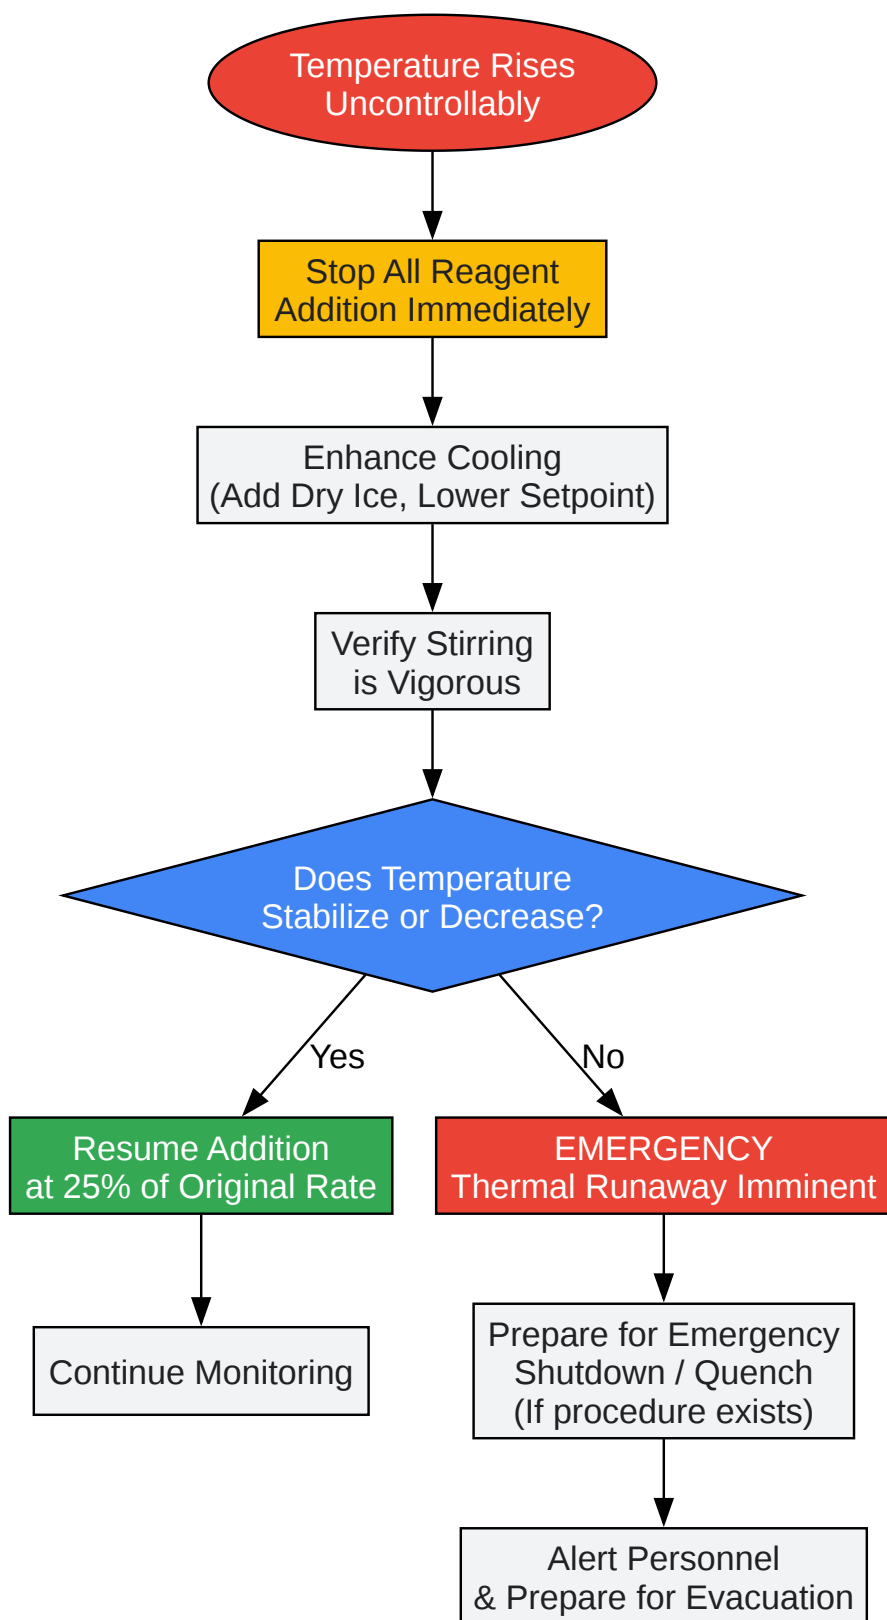 Temperature Rises
Uncontrollably
Stop All Reagent
Addition Immediately
Enhance Cooling
(Add Dry Ice, Lower Setpoint)
Verify Stirring
is Vigorous
Does Temperature
Stabilize or Decrease?
Yes
No
Resume Addition
at 25% of Original Rate
EMERGENCY
Thermal Runaway Imminent
Continue Monitoring
Prepare for Emergency
Shutdown / Quench
(If procedure exists)
Alert Personnel
& Prepare for Evacuation